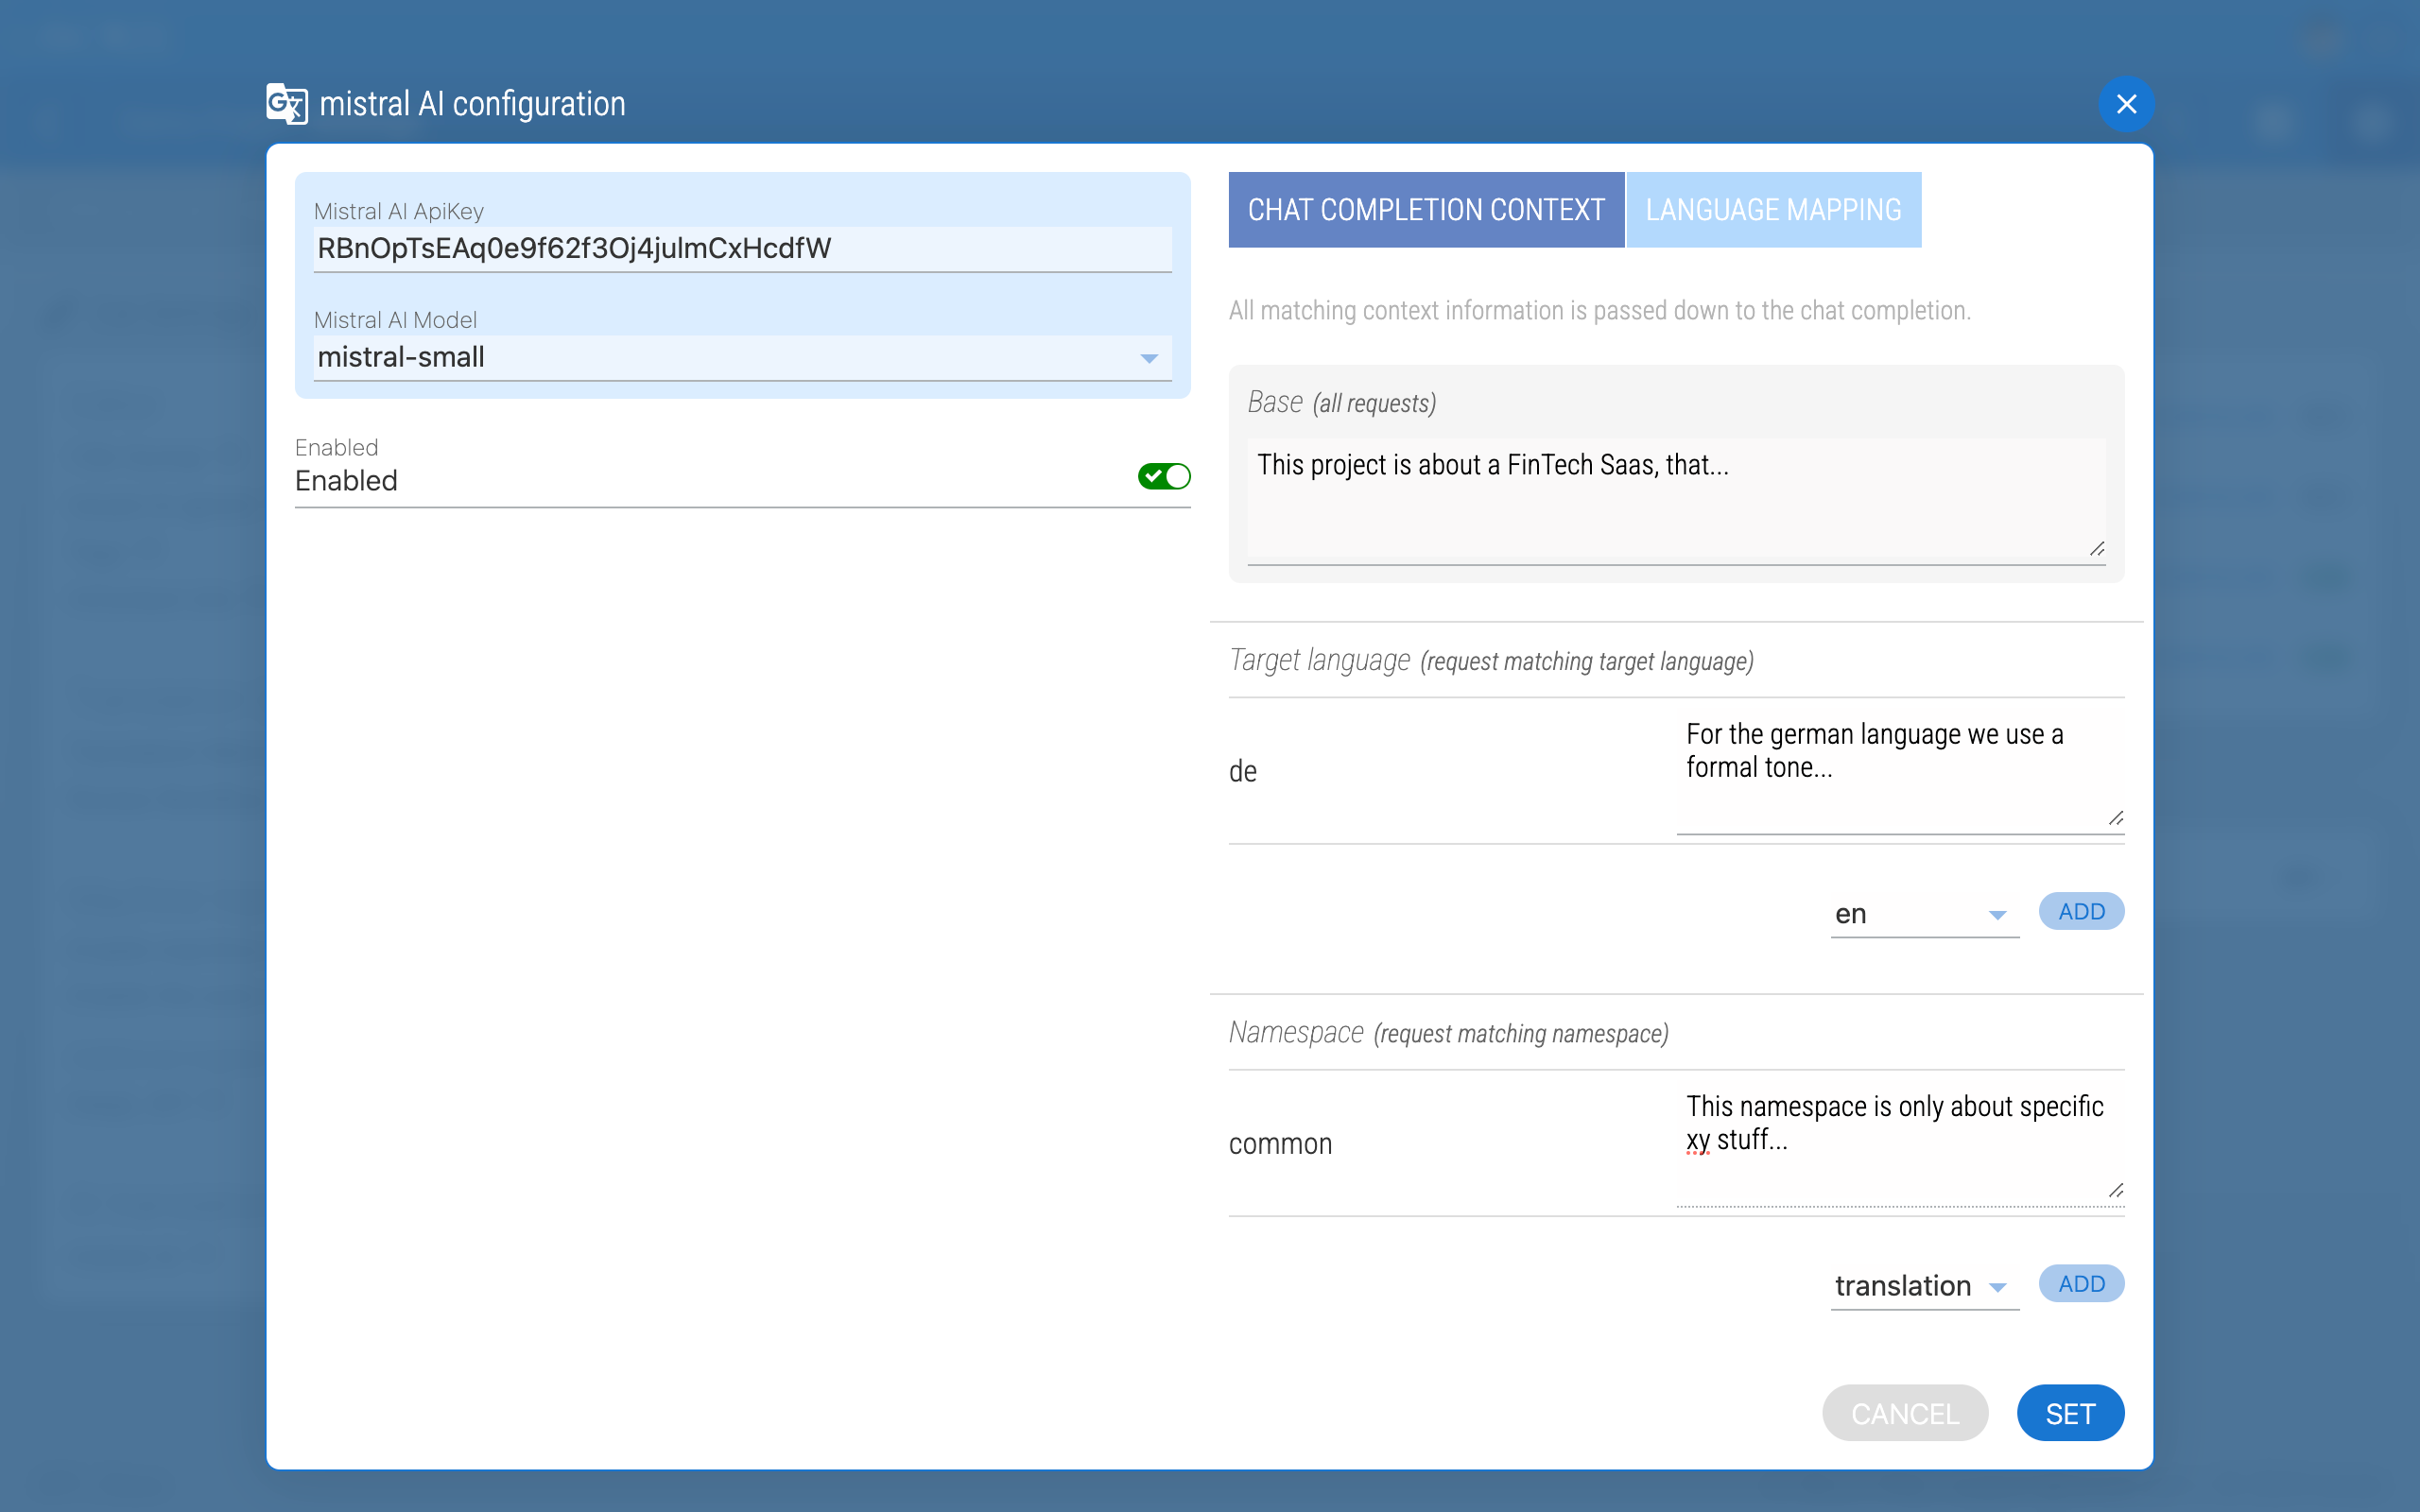 mistral AI configuration
Mistral AI ApiKey
RBnOpTsEAq0e9f62f3Oj4julmCxHcdfW
Mistral AI Model
mistral-small
Enabled
Enabled
CHAT COMPLETION CONTEXT
LANGUAGE MAPPING
All matching context information is passed down to the chat completion.
Base (all requests)
This project is about a FinTech Saas, that...
Target language (request matching target language)
de
For the german language we use a
formal tone...
en
ADD
Namespace (request matching namespace)
common
This namespace is only about specific
xy stuff...
translation
ADD
CANCEL
SET